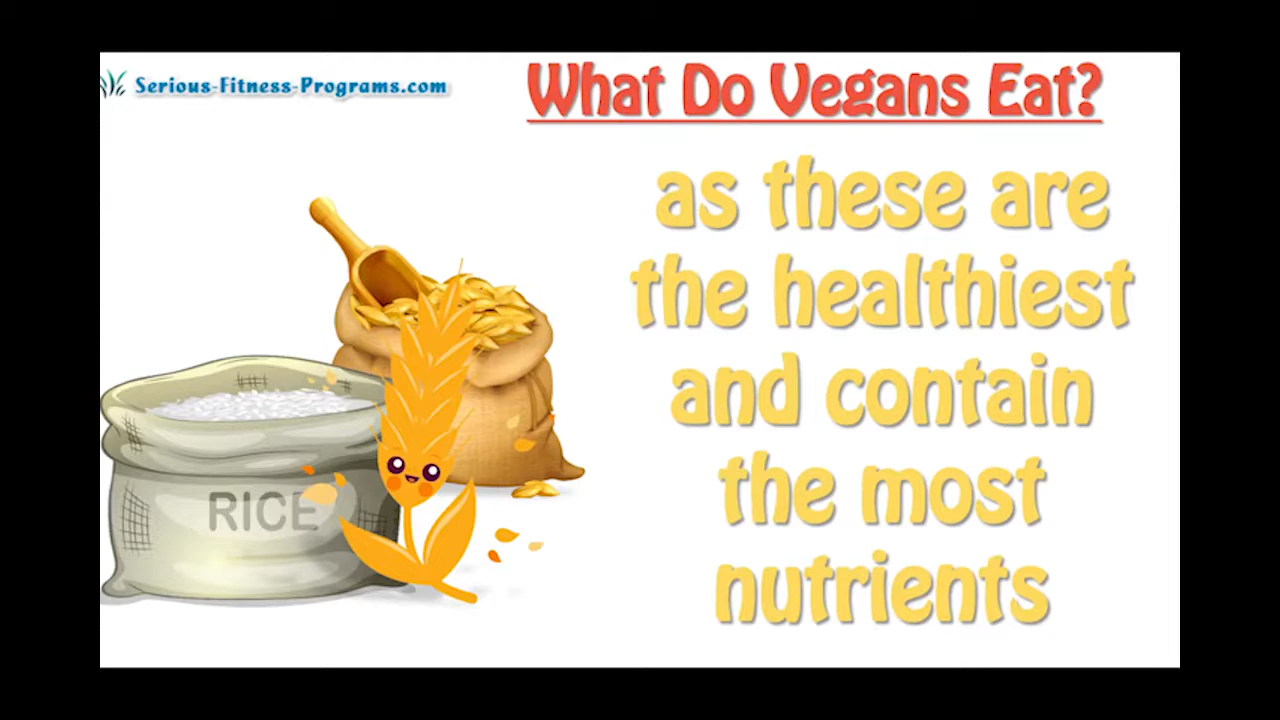 Serious-Fitness-Programs.com
What Do Vegans Eat?
as these are
the healthiest
and contain
the most
nutrients
RICE